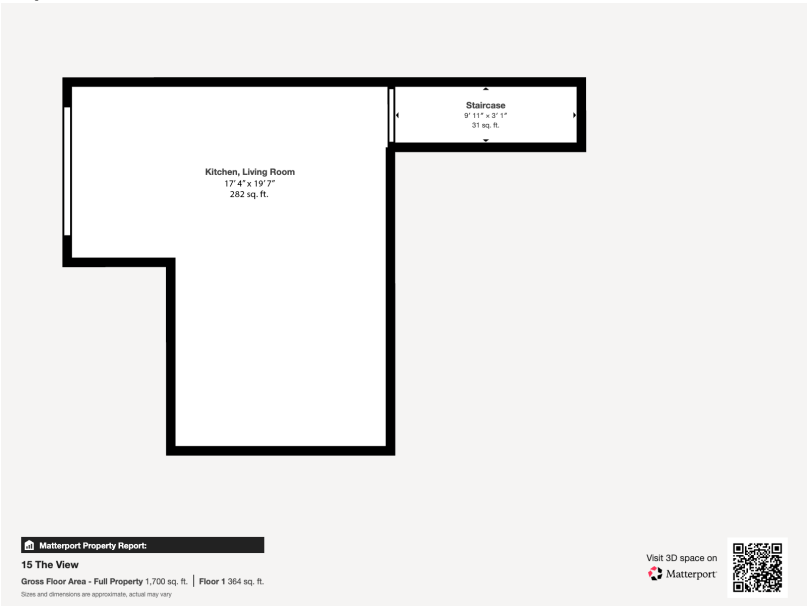 Staircase
9' 11" × 3' 1"
31 sq. ft.
Kitchen, Living Room
17' 4" x 19' 7"
282 sq. ft.
Matterport Property Report:
15 The View
Gross Floor Area - Full Property 1,700 sq. ft. | Floor 1 364 sq. ft.
Sizes and dimensions are approximate, actual may vary
Visit 3D space on
Matterport